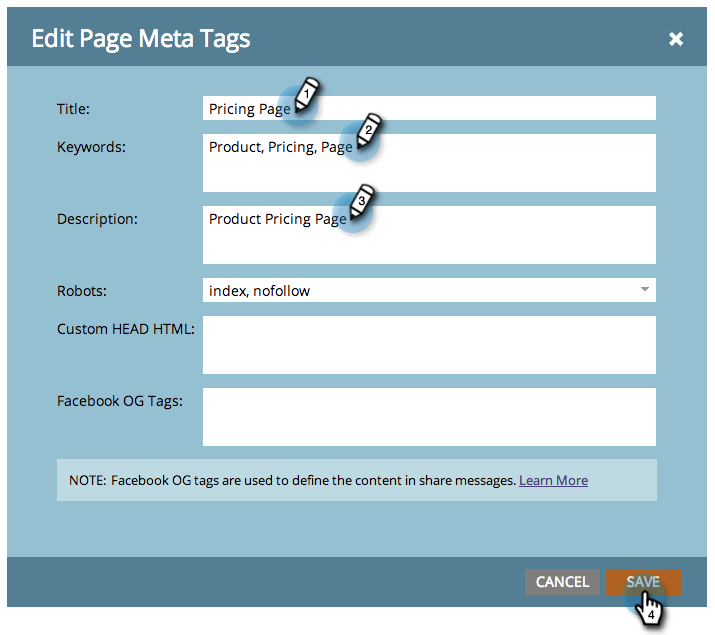 Edit Page Meta Tags
Title: Pricing Page 1
Keywords: Product, Pricing, Page 2
Description: Product Pricing Page 3
Robots: index, nofollow
Custom HEAD HTML:
Facebook OG Tags:
NOTE: Facebook OG tags are used to define the content in share messages. Learn More
CANCEL SAVE
4